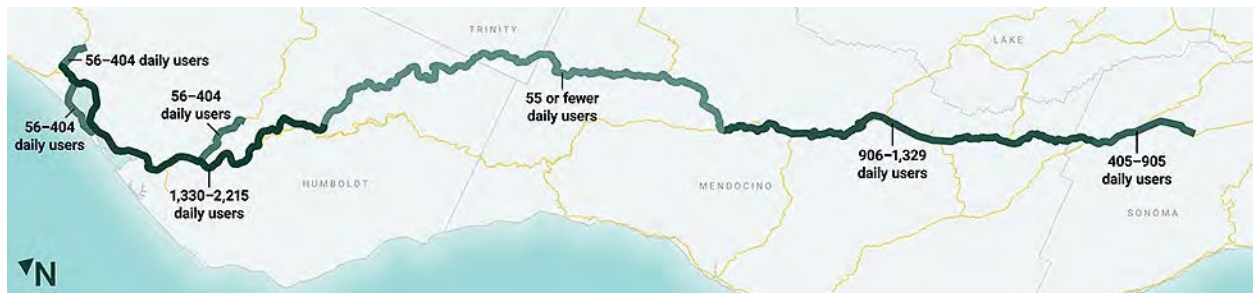 TRINITY
LAKE
56–404 daily users
56–404
daily users
56–404
daily users
55 or fewer
daily users
1,330–2,215
daily users
HUMBOLDT
MENDOCINO
906–1,329
daily users
405–905
daily users
SONOMA
N